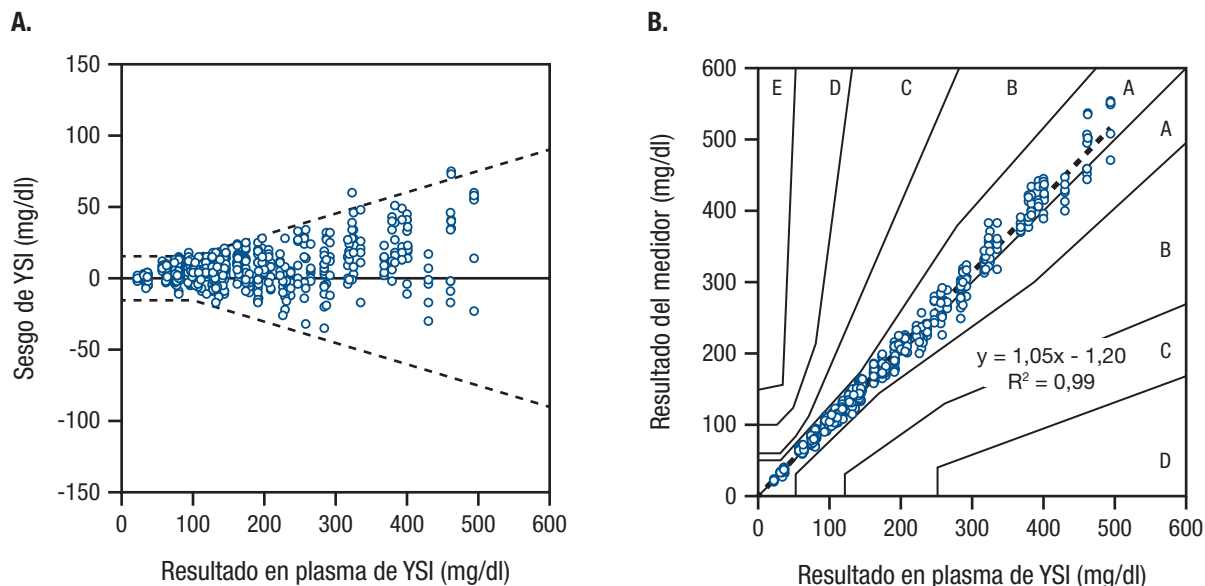 A.
150
100
50
0
-50
-100
-150
Sesgo de YSI (mg/dl)
0 100 200 300 400 500 600
Resultado en plasma de YSI (mg/dl)
B.
600
500
400
300
200
100
0
Resultado del medidor (mg/dl)
E D C B A
A
B
C
D
y = 1,05x - 1,20
R² = 0,99
0 100 200 300 400 500 600
Resultado en plasma de YSI (mg/dl)